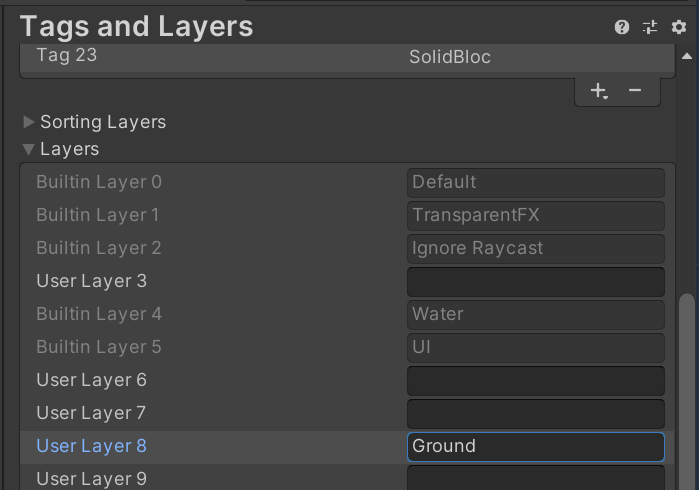 Tags and Layers
Tag 23 SolidBloc
Sorting Layers
Layers
Builtin Layer 0 Default
Builtin Layer 1 TransparentFX
Builtin Layer 2 Ignore Raycast
User Layer 3
Builtin Layer 4 Water
Builtin Layer 5 UI
User Layer 6
User Layer 7
User Layer 8 Ground
User Layer 9